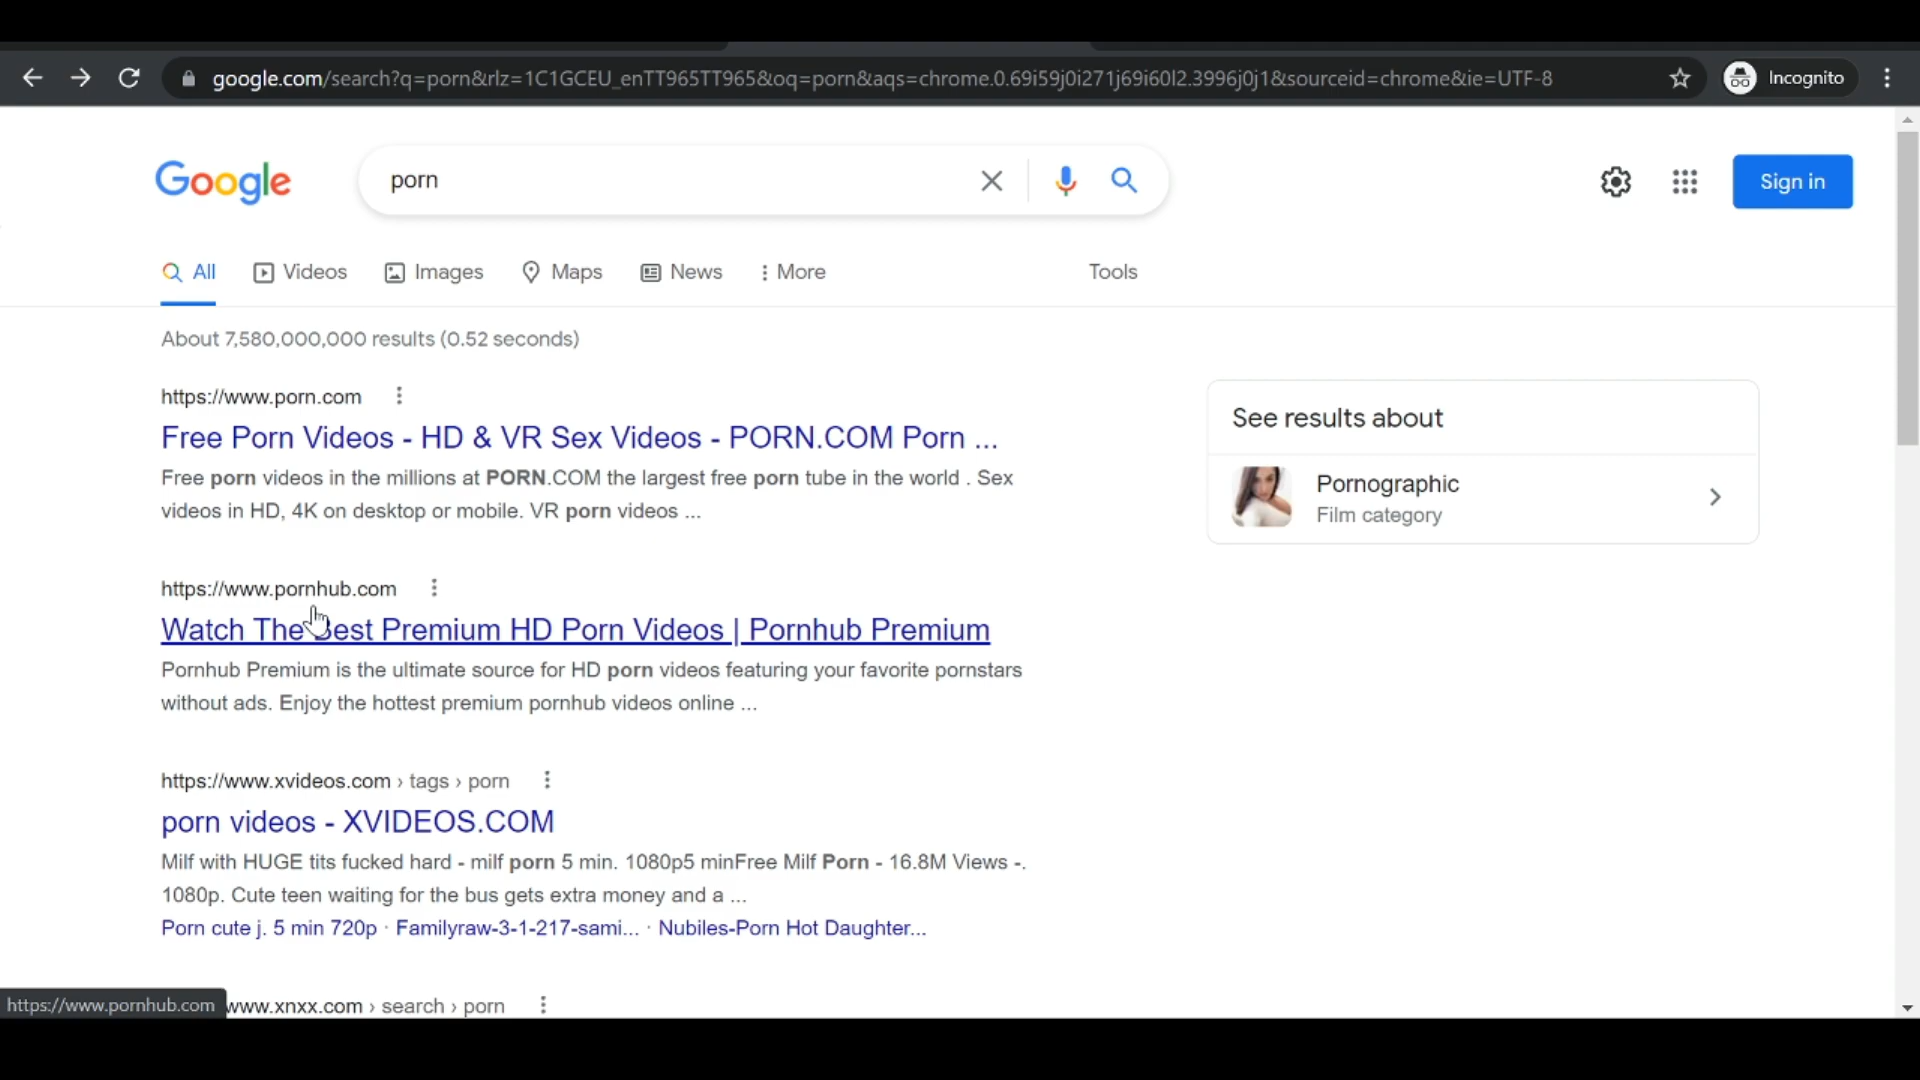 google.com/search?q=porn&rlz=1C1GCEU_enTT965TT965&oq=porn&aqs=chrome.0.69i59j0i271j69i60l2.3996j0j1&sourceid=chrome&ie=UTF-8
Incognito
Google
porn
Sign in
All
Videos
Images
Maps
News
More
Tools
About 7,580,000,000 results (0.52 seconds)
https://www.porn.com
Free Porn Videos - HD & VR Sex Videos - PORN.COM Porn ...
Free porn videos in the millions at PORN.COM the largest free porn tube in the world . Sex
videos in HD, 4K on desktop or mobile. VR porn videos ...
See results about
Pornographic
Film category
https://www.pornhub.com
Watch The Best Premium HD Porn Videos | Pornhub Premium
Pornhub Premium is the ultimate source for HD porn videos featuring your favorite pornstars
without ads. Enjoy the hottest premium pornhub videos online ...
https://www.xvideos.com › tags › porn
porn videos - XVIDEOS.COM
Milf with HUGE tits fucked hard - milf porn 5 min. 1080p5 minFree Milf Porn - 16.8M Views -.
1080p. Cute teen waiting for the bus gets extra money and a ...
Porn cute j. 5 min 720p · Familyraw-3-1-217-sami... · Nubiles-Porn Hot Daughter...
https://www.pornhub.com
www.xnxx.com › search › porn